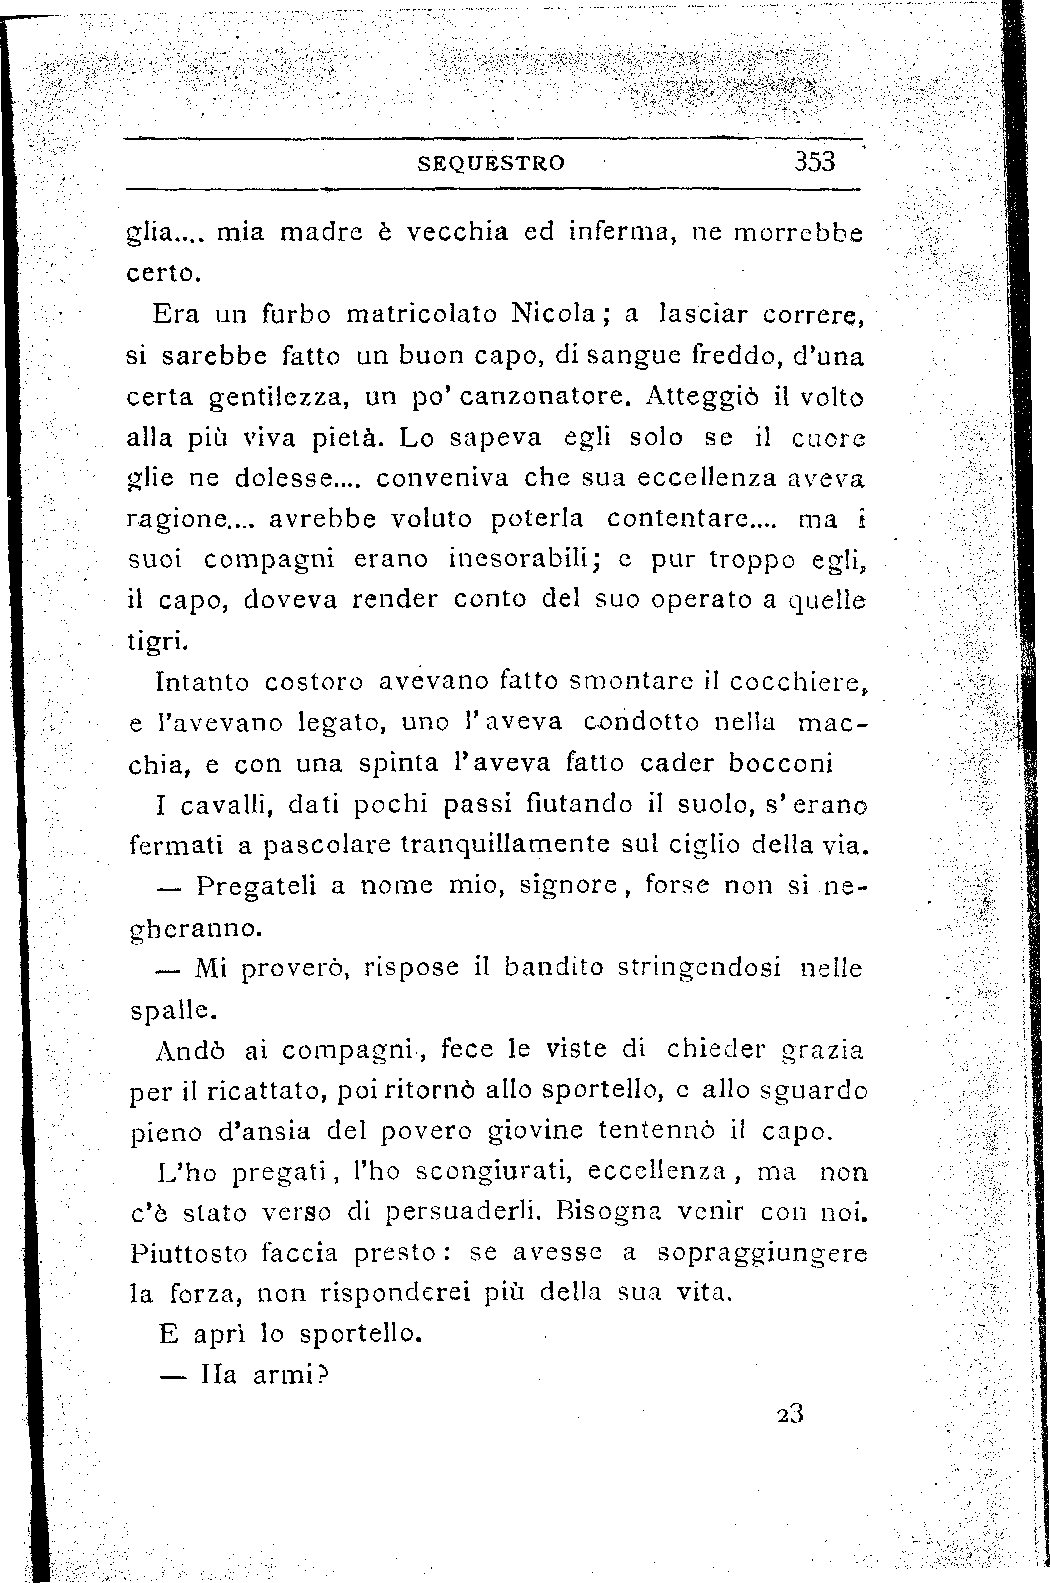 SEQUESTRO 353
glia.... mia madre è vecchia ed inferma, ne morrebbe
certo.
Era un furbo matricolato Nicola; a lasciar correre,
si sarebbe fatto un buon capo, di sangue freddo, d'una
certa gentilezza, un po' canzonatore. Atteggiò il volto
alla più viva pietà. Lo sapeva egli solo se il cuore
glie ne dolesse.... conveniva che sua eccellenza aveva
ragione.... avrebbe voluto poterla contentare.... ma i
suoi compagni erano inesorabili; e pur troppo egli,
il capo, doveva render conto del suo operato a quelle
tigri.
Intanto costoro avevano fatto smontare il cocchiere,
e l'avevano legato, uno l'aveva condotto nella mac-
chia, e con una spinta l'aveva fatto cader bocconi
I cavalli, dati pochi passi fiutando il suolo, s'erano
fermati a pascolare tranquillamente sul ciglio della via.
— Pregateli a nome mio, signore, forse non si ne-
gheranno.
— Mi proverò, rispose il bandito stringendosi nelle
spalle.
Andò ai compagni, fece le viste di chieder grazia
per il ricattato, poi ritornò allo sportello, e allo sguardo
pieno d'ansia del povero giovine tentennò il capo.
L'ho pregati, l'ho scongiurati, eccellenza, ma non
c'è stato verso di persuaderli. Bisogna venir con noi.
Piuttosto faccia presto: se avesse a sopraggiungere
la forza, non risponderei più della sua vita.
E aprì lo sportello.
— Ha armi?
23